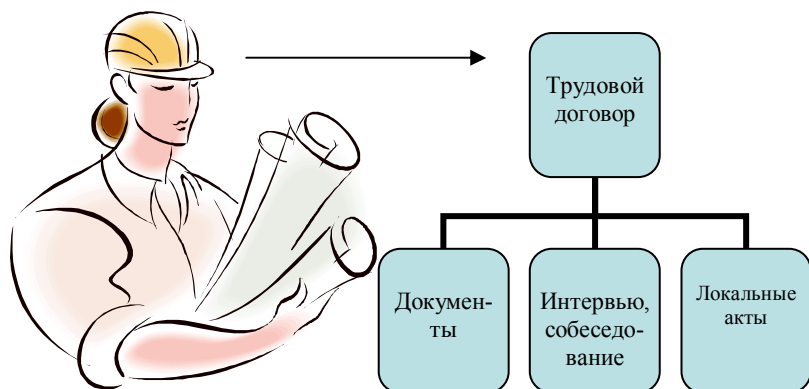 Трудовой
договор
Докумен-
ты
Интервью,
собеседо-
вание
Локальные
акты